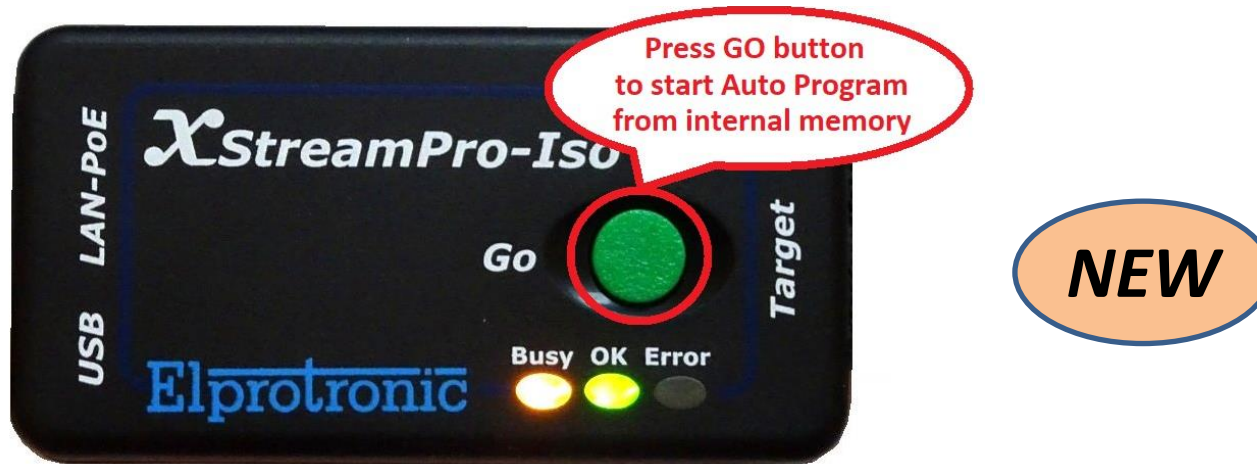 Press GO button
to start Auto Program
from internal memory
XStreamPro-Iso
USB LAN-PoE
Go
Target
Busy OK Error
Elprotronic
NEW